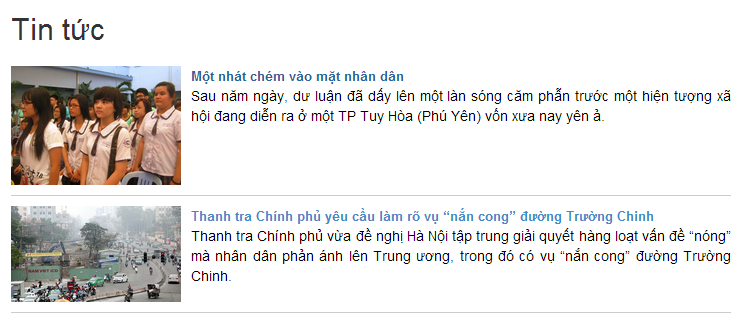 Tin tức
Một nhát chém vào mặt nhân dân
Sau năm ngày, dư luận đã dấy lên một làn sóng căm phẫn trước một hiện tượng xã
hội đang diễn ra ở một TP Tuy Hòa (Phú Yên) vốn xưa nay yên ả.
Thanh tra Chính phủ yêu cầu làm rõ vụ “nắn cong” đường Trường Chinh
Thanh tra Chính phủ vừa đề nghị Hà Nội tập trung giải quyết hàng loạt vấn đề “nóng”
mà nhân dân phản ánh lên Trung ương, trong đó có vụ “nắn cong” đường Trường
Chinh.